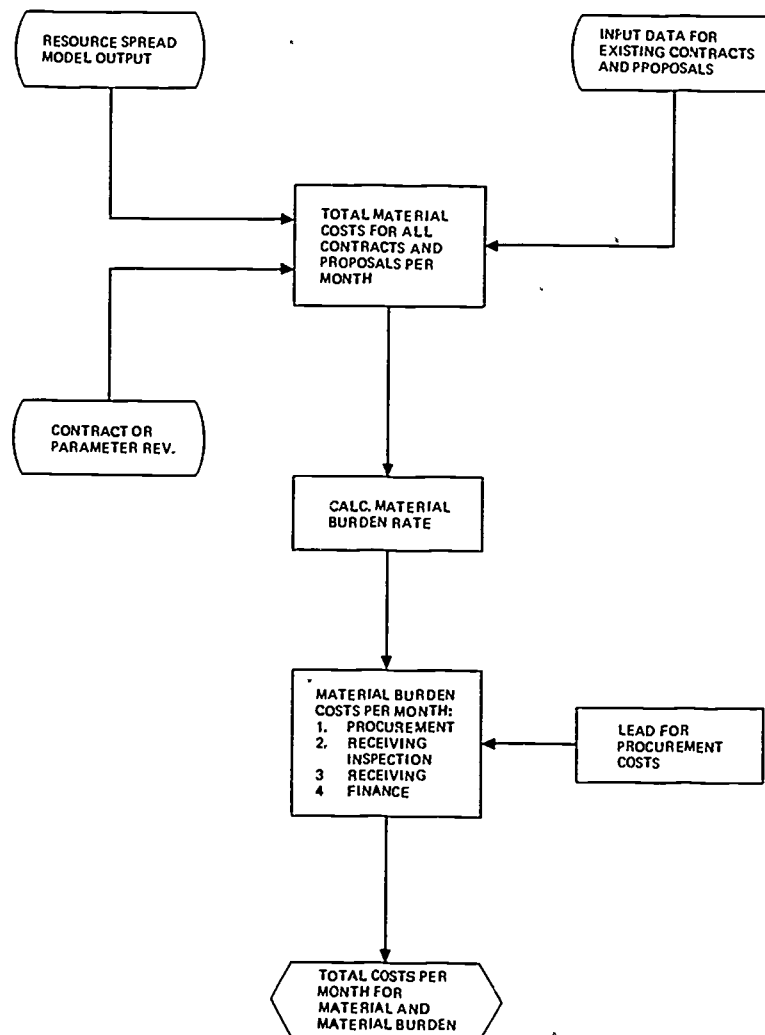 RESOURCE SPREAD
MODEL OUTPUT
INPUT DATA FOR
EXISTING CONTRACTS
AND PROPOSALS
TOTAL MATERIAL
COSTS FOR ALL
CONTRACTS AND
PROPOSALS PER
MONTH
CONTRACT OR
PARAMETER REV.
CALC. MATERIAL
BURDEN RATE
MATERIAL BURDEN
COSTS PER MONTH:
1. PROCUREMENT
2. RECEIVING
INSPECTION
3 RECEIVING
4 FINANCE
LEAD FOR
PROCUREMENT
COSTS
TOTAL COSTS PER
MONTH FOR
MATERIAL AND
MATERIAL BURDEN